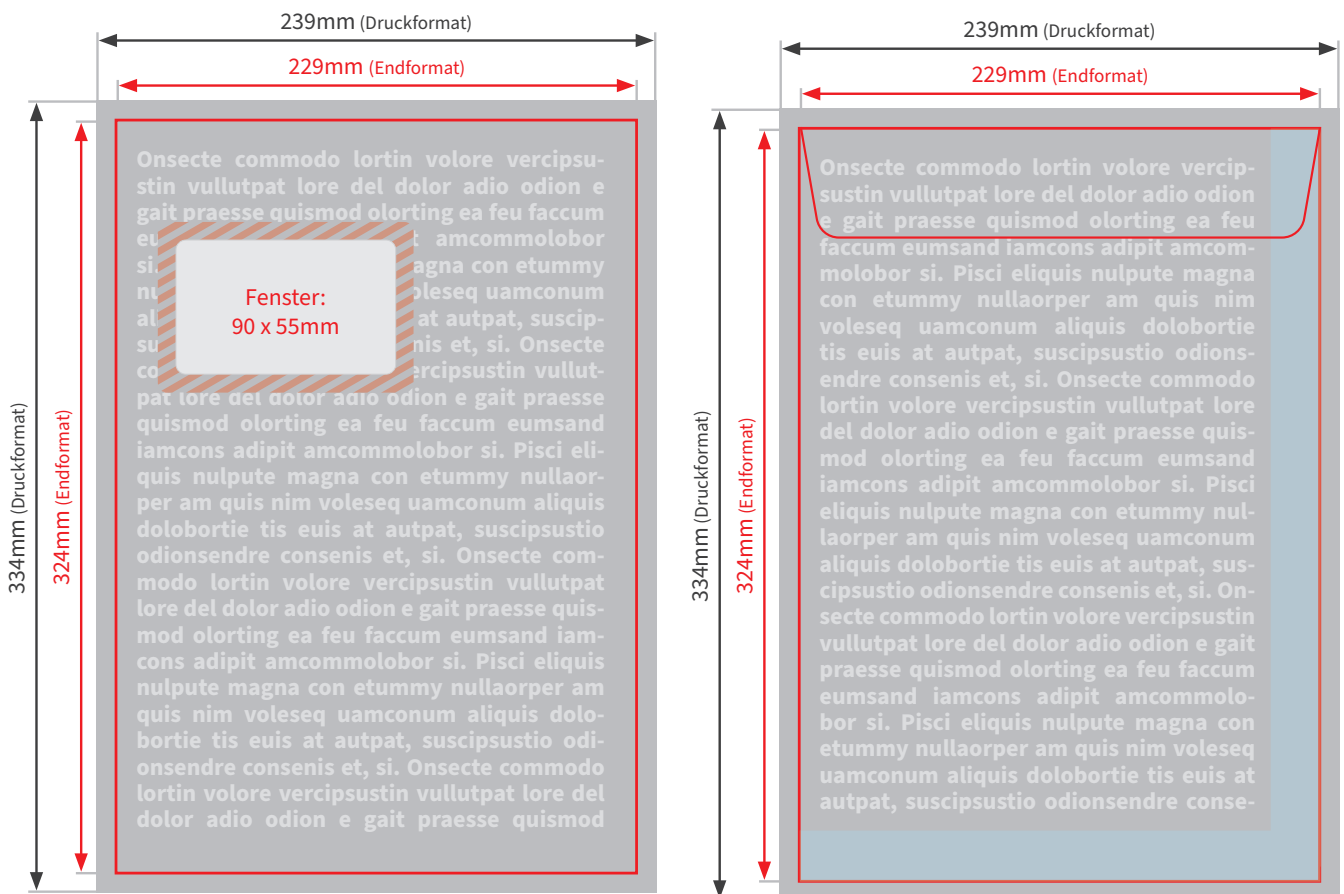 239mm (Druckformat)
229mm (Endformat)
334mm (Druckformat)
324mm (Endformat)
Onsecte commodo lortin volore vercipsu-
stin vullutpat lore del dolor adio odion e
gait praesse quismod olorting ea feu faccum
amcommolobor
agna con etummy
oleseq uamconum
at autpat, suscip-
nis et, si. Onsecte
ercipsustin vullut-
pat lore del dolor adio odion e gait praesse
quismod olorting ea feu faccum eumsand
iamcons adipit amcommolobor si. Pisci eli-
quis nulpute magna con etummy nullaor-
per am quis nim voleseq uamconum aliquis
dolobortie tis euis at autpat, suscipsustio
odionsendre consenis et, si. Onsecte com-
modo lortin volore vercipsustin vullutpat
lore del dolor adio odion e gait praesse quis-
mod olorting ea feu faccum eumsand iam-
cons adipit amcommolobor si. Pisci eliquis
nulpute magna con etummy nullaorper am
quis nim voleseq uamconum aliquis dolo-
bortie tis euis at autpat, suscipsustio odi-
onsendre consenis et, si. Onsecte commodo
lortin volore vercipsustin vullutpat lore del
dolor adio odion e gait praesse quismod
Fenster:
90 x 55mm
239mm (Druckformat)
229mm (Endformat)
334mm (Druckformat)
324mm (Endformat)
Onsecte commodo lortin volore vercip-
sustin vullutpat lore del dolor adio odion
e gait praesse quismod olorting ea feu
faccum eumsand iamcons adipit amcom-
molobor si. Pisci eliquis nulpute magna
con etummy nullaorper am quis nim
voleseq uamconum aliquis dolobortie
tis euis at autpat, suscipsustio odions-
endre consenis et, si. Onsecte commodo
lortin volore vercipsustin vullutpat lore
del dolor adio odion e gait praesse quis-
mod olorting ea feu faccum eumsand
iamcons adipit amcommolobor si. Pisci
eliquis nulpute magna con etummy nul-
laorper am quis nim voleseq uamconum
aliquis dolobortie tis euis at autpat, sus-
cipsustio odionsendre consenis et, si. On-
secte commodo lortin volore vercipsustin
vullutpat lore del dolor adio odion e gait
praesse quismod olorting ea feu faccum
eumsand iamcons adipit amcommolo-
bor si. Pisci eliquis nulpute magna con
etummy nullaorper am quis nim voleseq
uamconum aliquis dolobortie tis euis at
autpat, suscipsustio odionsendre conse-